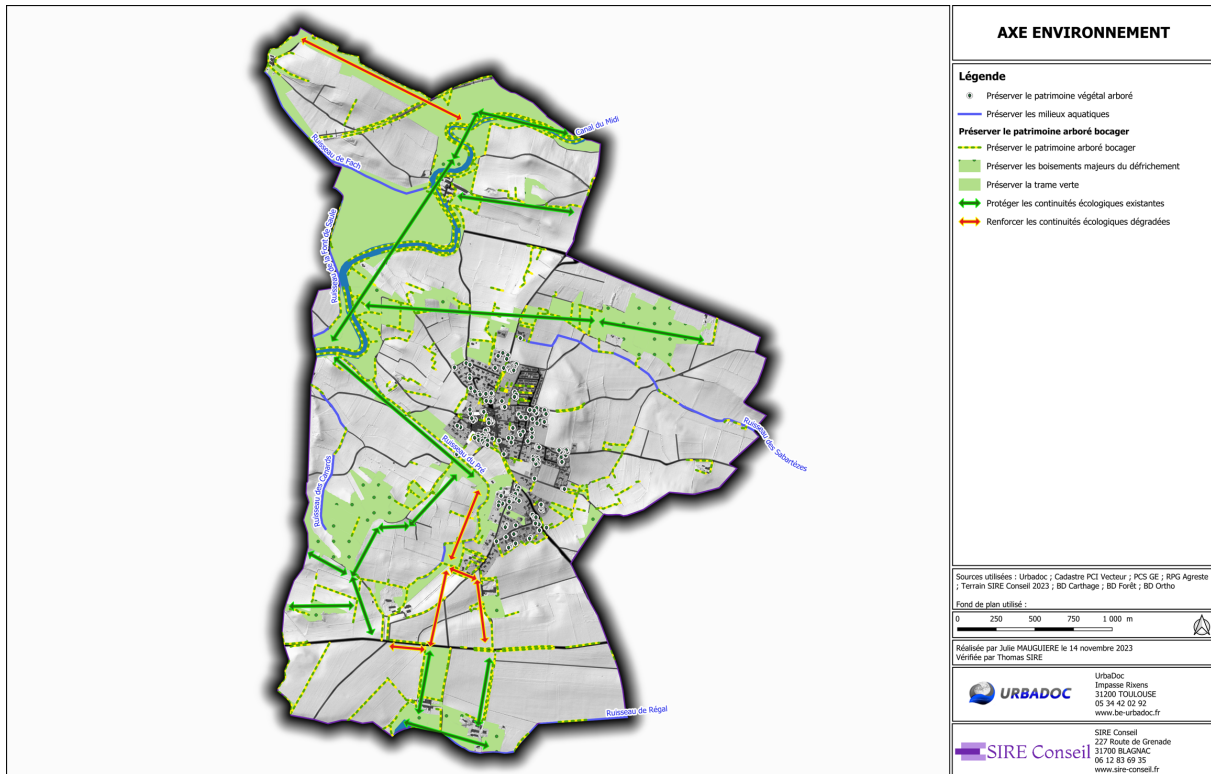 AXE ENVIRONNEMENT
Légende
Préserver le patrimoine végétal arboré
Préserver les milieux aquatiques
Préserver le patrimoine arboré bocager
Préserver le patrimoine arboré bocager
Préserver les boisements majeurs du défrichement
Préserver la trame verte
Protéger les continuités écologiques existantes
Renforcer les continuités écologiques dégradées
Canal du Midi
Ruisseau de Fach
Ruisseau de la Font de Saule
Ruisseau des Sabartèzes
Ruisseau du Pré
Ruisseau des Canards
Ruisseau de Régal
Sources utilisées : Urbadoc ; Cadastre PCI Vecteur ; PCS GE ; RPG Agreste
; Terrain SIRE Conseil 2023 ; BD Carthage ; BD Forêt ; BD Ortho
Fond de plan utilisé :
0 250 500 750 1 000 m
Réalisée par Julie MAUGUIERE le 14 novembre 2023
Vérifiée par Thomas SIRE
URBADOC
UrbaDoc
Impasse Rixens
31200 TOULOUSE
05 34 42 02 92
www.be-urbadoc.fr
SIRE Conseil
SIRE Conseil
227 Route de Grenade
31700 BLAGNAC
06 12 83 69 35
www.sire-conseil.fr